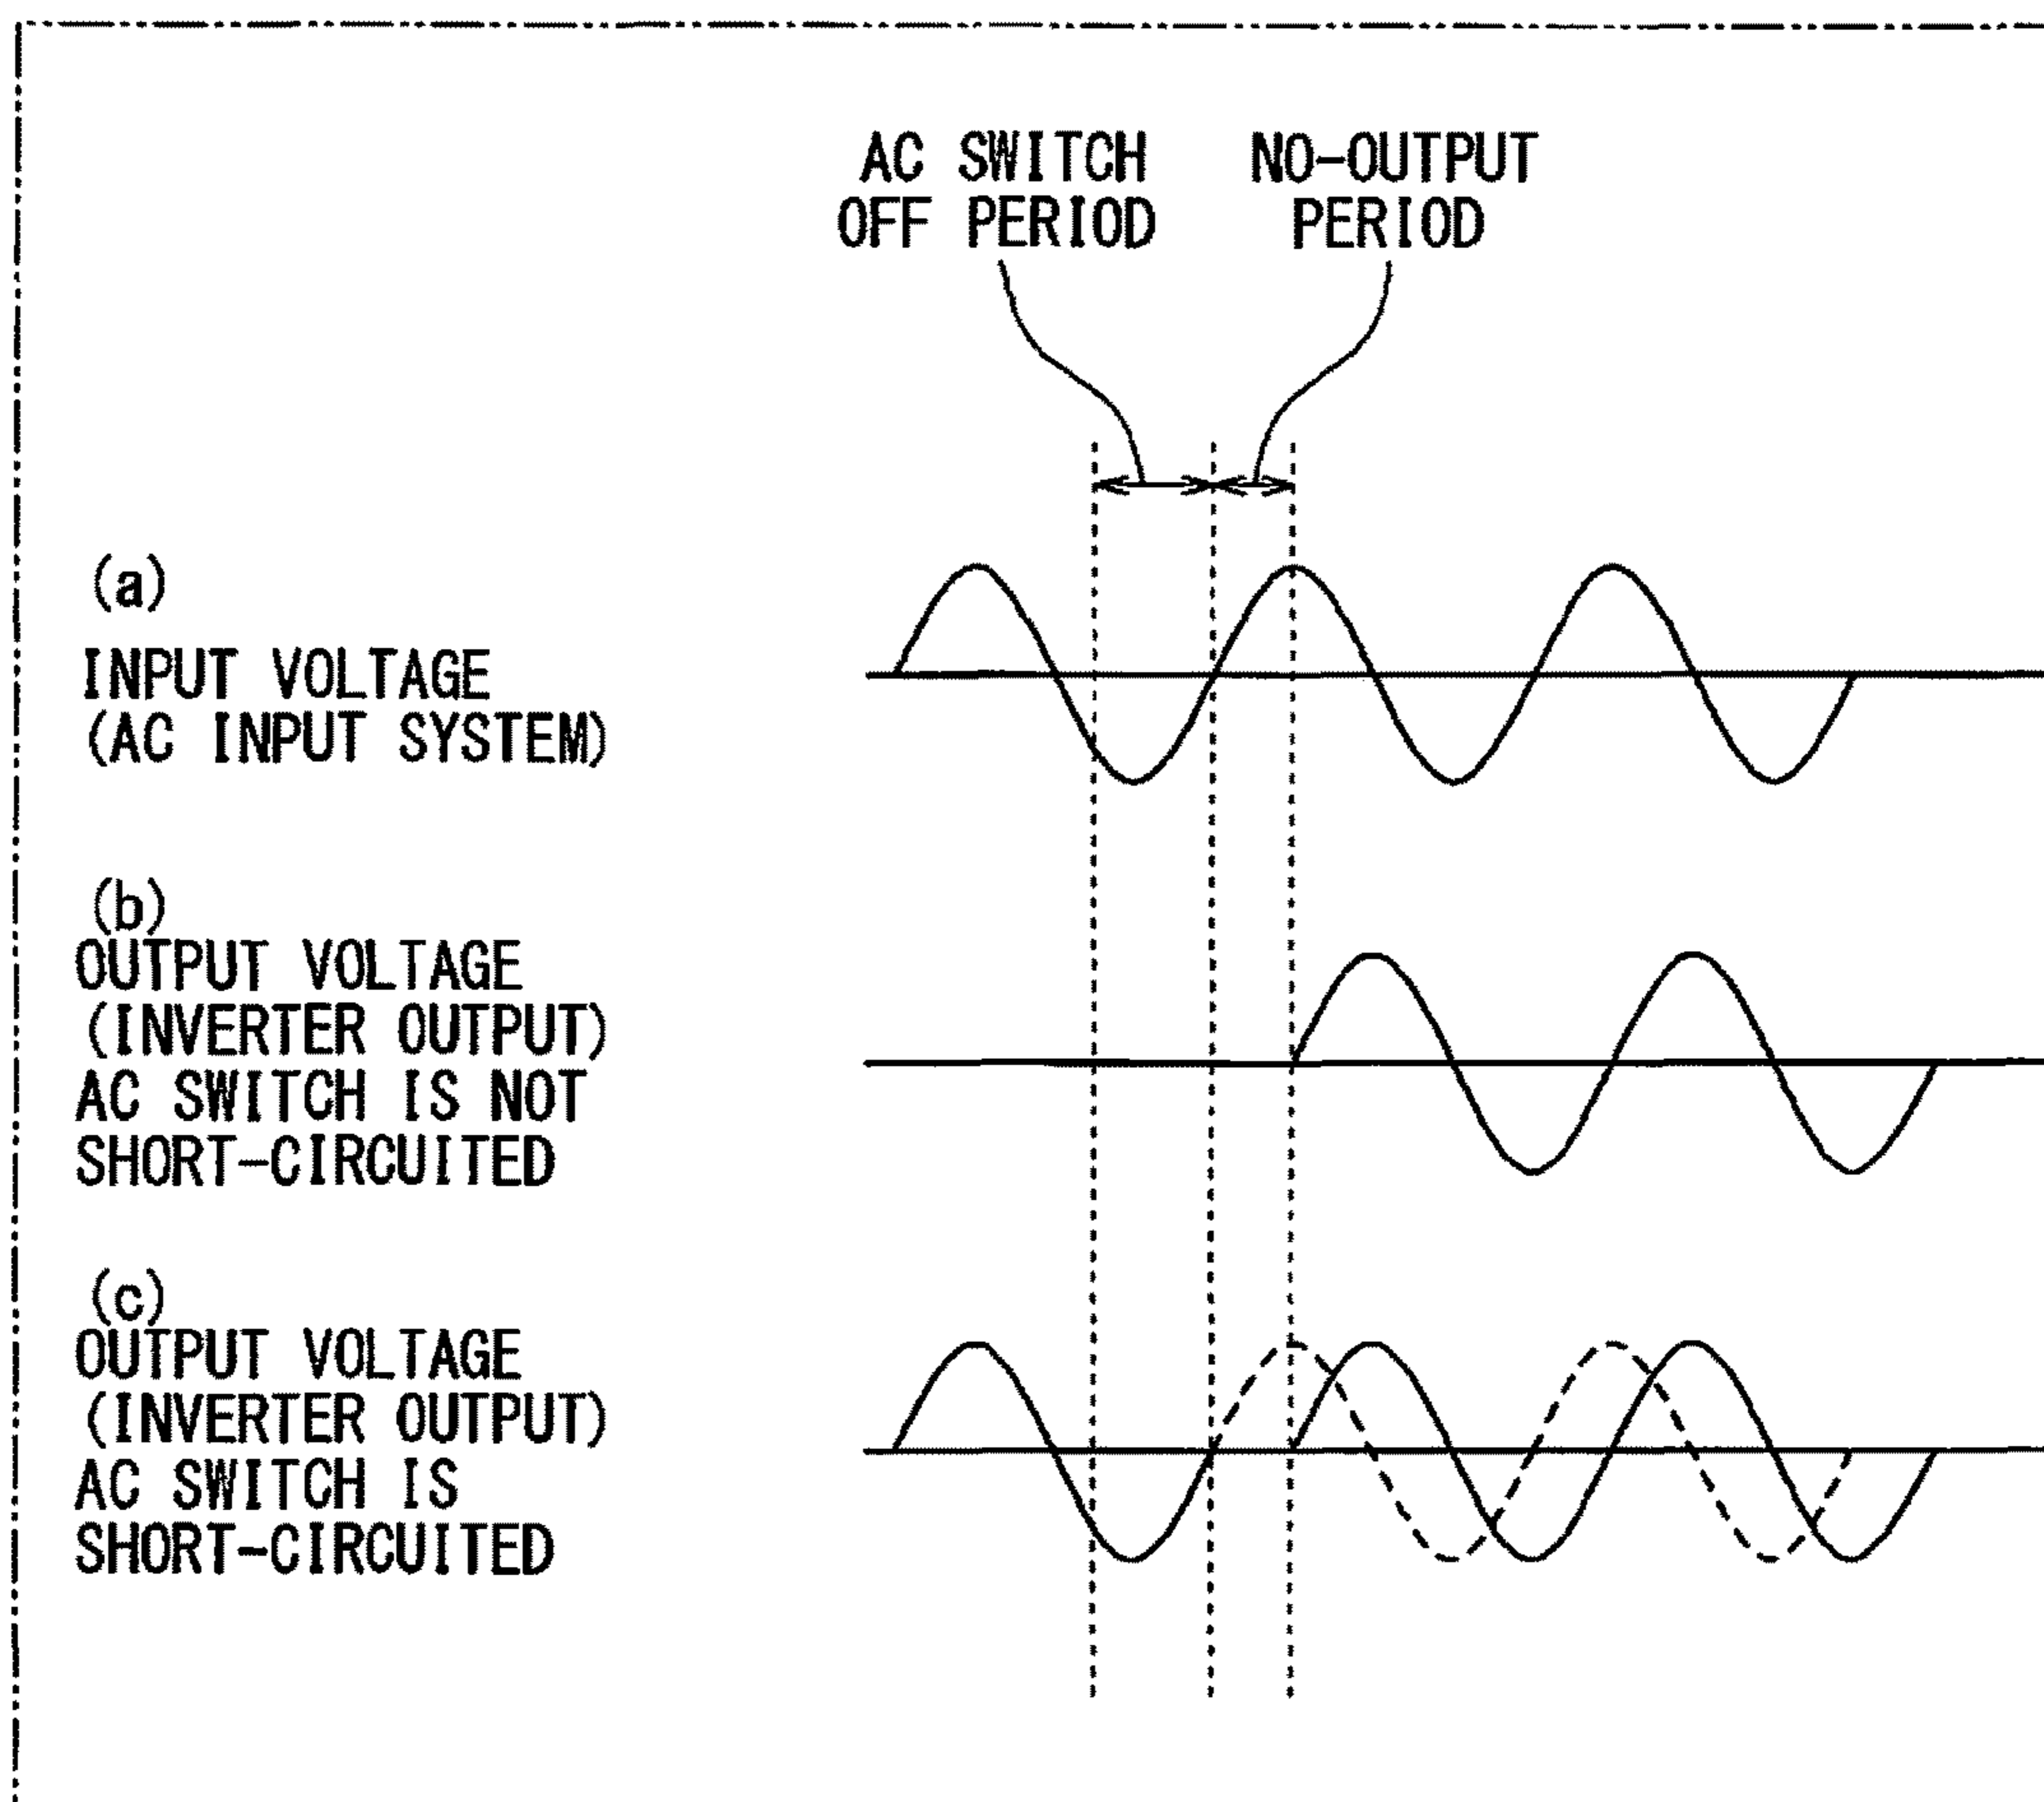 AC SWITCH
OFF PERIOD
NO-OUTPUT
PERIOD
(a)
INPUT VOLTAGE
(AC INPUT SYSTEM)
(b)
OUTPUT VOLTAGE
(INVERTER OUTPUT)
AC SWITCH IS NOT
SHORT-CIRCUITED
(c)
OUTPUT VOLTAGE
(INVERTER OUTPUT)
AC SWITCH IS
SHORT-CIRCUITED